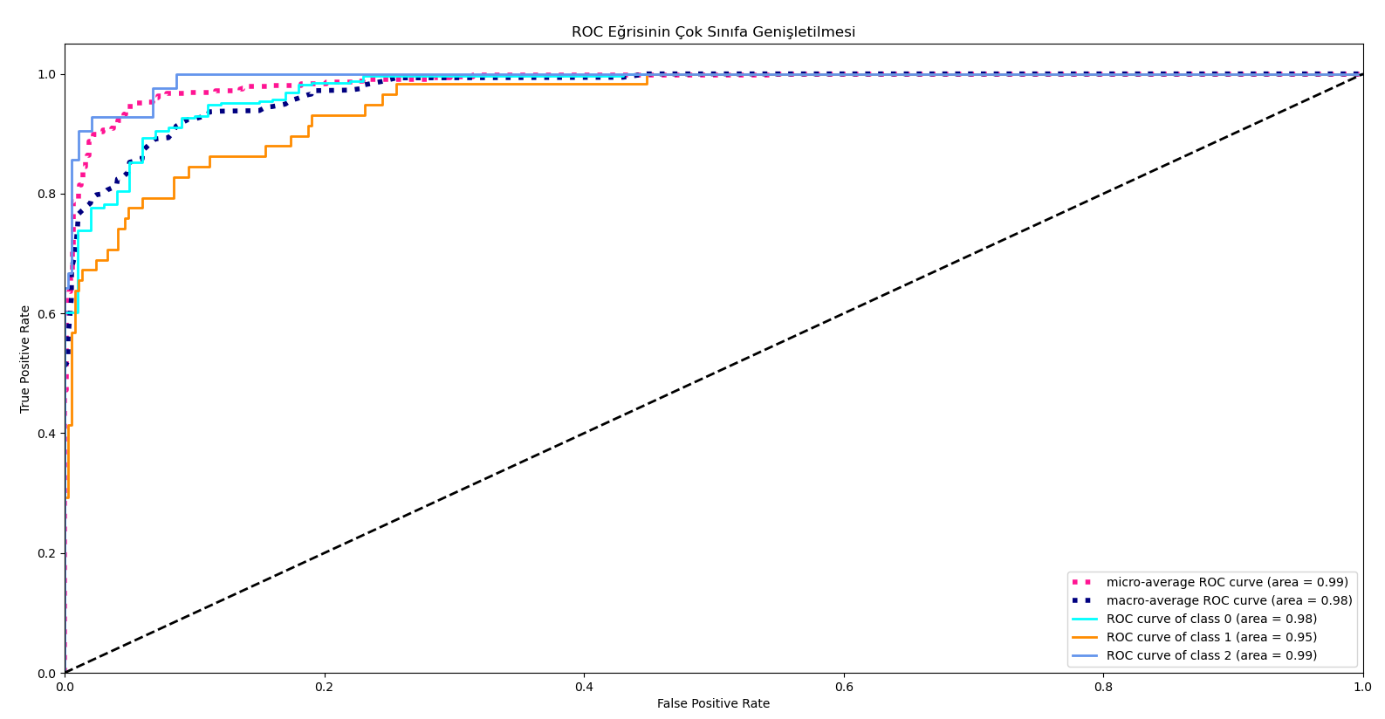 ROC Eğrisinin Çok Sınıfa Genişletilmesi
1.0
0.8
0.6
0.4
0.2
0.0
True Positive Rate
0.0 0.2 0.4 0.6 0.8 1.0
False Positive Rate
micro-average ROC curve (area = 0.99)
macro-average ROC curve (area = 0.98)
ROC curve of class 0 (area = 0.98)
ROC curve of class 1 (area = 0.95)
ROC curve of class 2 (area = 0.99)